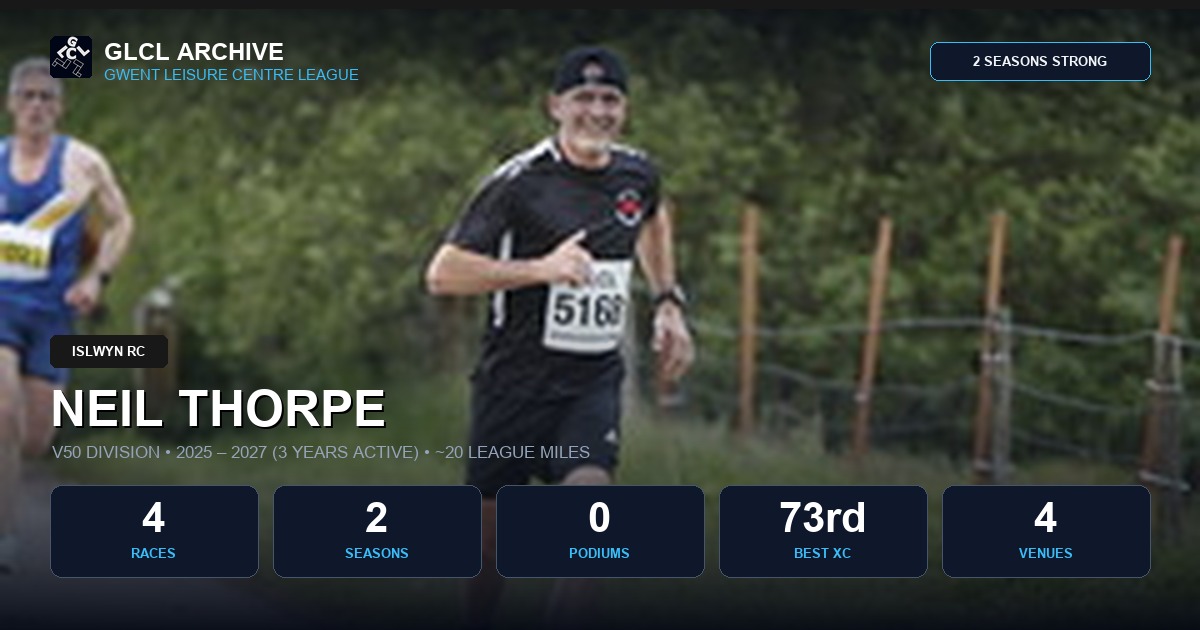 GLCL ARCHIVE
GWENT LEISURE CENTRE LEAGUE
2 SEASONS STRONG
5168
ISLWYN RC
NEIL THORPE
V50 DIVISION • 2025 – 2027 (3 YEARS ACTIVE) • ~20 LEAGUE MILES
4
RACES
2
SEASONS
0
PODIUMS
73rd
BEST XC
4
VENUES